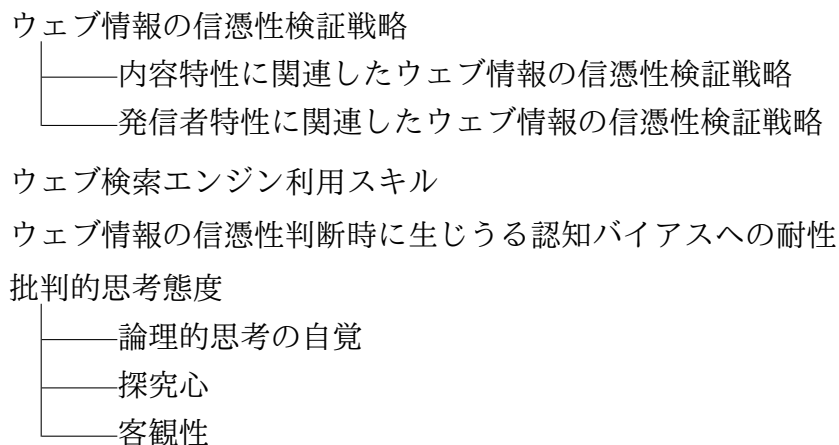 ウェブ情報の信憑性検証戦略
内容特性に関連したウェブ情報の信憑性検証戦略
発信者特性に関連したウェブ情報の信憑性検証戦略
ウェブ検索エンジン利用スキル
ウェブ情報の信憑性判断時に生じうる認知バイアスへの耐性
批判的思考態度
論理的思考の自覚
探究心
客観性